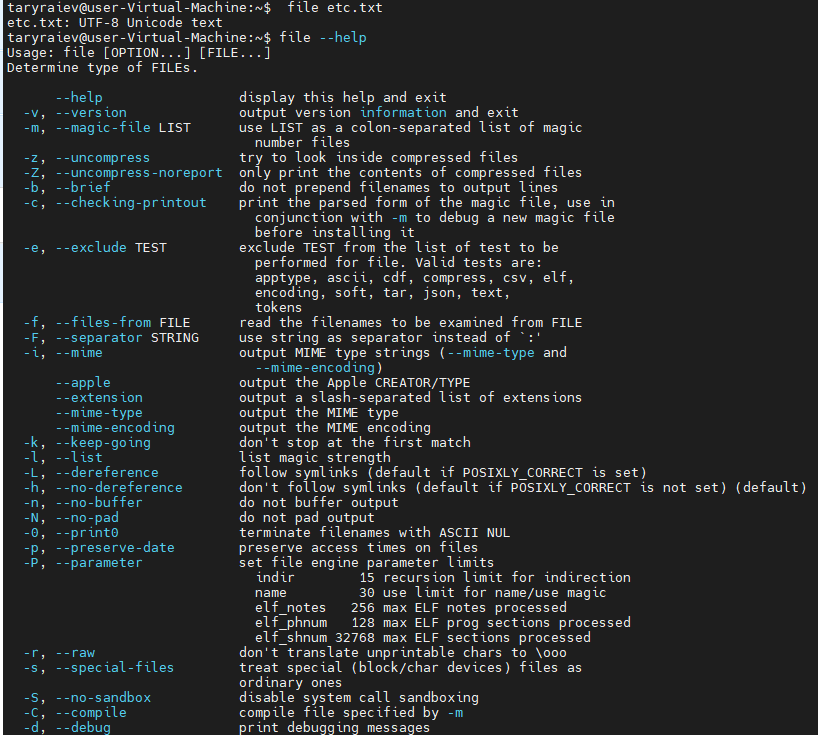 taryraiev@user-Virtual-Machine:~$  file etc.txt
etc.txt: UTF-8 Unicode text
taryraiev@user-Virtual-Machine:~$ file --help
Usage: file [OPTION...] [FILE...]
Determine type of FILEs.

      --help                 display this help and exit
  -v, --version              output version information and exit
  -m, --magic-file LIST      use LIST as a colon-separated list of magic
                               number files
  -z, --uncompress           try to look inside compressed files
  -Z, --uncompress-noreport  only print the contents of compressed files
  -b, --brief                do not prepend filenames to output lines
  -c, --checking-printout    print the parsed form of the magic file, use in
                               conjunction with -m to debug a new magic file
                               before installing it
  -e, --exclude TEST         exclude TEST from the list of test to be
                               performed for file. Valid tests are:
                               apptype, ascii, cdf, compress, csv, elf,
                               encoding, soft, tar, json, text,
                               tokens
  -f, --files-from FILE      read the filenames to be examined from FILE
  -F, --separator STRING     use string as separator instead of `:'
  -i, --mime                 output MIME type strings (--mime-type and
                               --mime-encoding)
      --apple                output the Apple CREATOR/TYPE
      --extension            output a slash-separated list of extensions
      --mime-type            output the MIME type
      --mime-encoding        output the MIME encoding
  -k, --keep-going           don't stop at the first match
  -l, --list                 list magic strength
  -L, --dereference          follow symlinks (default if POSIXLY_CORRECT is set)
  -h, --no-dereference       don't follow symlinks (default if POSIXLY_CORRECT is not set) (default)
  -n, --no-buffer            do not buffer output
  -N, --no-pad               do not pad output
  -0, --print0               terminate filenames with ASCII NUL
  -p, --preserve-date        preserve access times on files
  -P, --parameter            set file engine parameter limits
                               indir        15 recursion limit for indirection
                               name         30 use limit for name/use magic
                               elf_notes   256 max ELF notes processed
                               elf_phnum   128 max ELF prog sections processed
                               elf_shnum 32768 max ELF sections processed
  -r, --raw                  don't translate unprintable chars to \ooo
  -s, --special-files        treat special (block/char devices) files as
                             ordinary ones
  -S, --no-sandbox           disable system call sandboxing
  -C, --compile              compile file specified by -m
  -d, --debug                print debugging messages